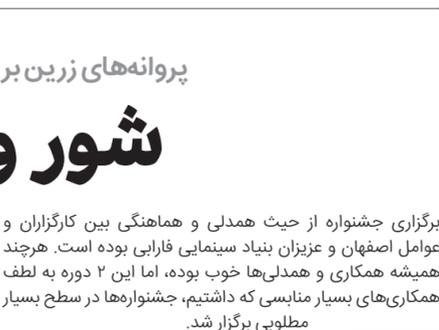 پروانه‌های زرین بر
شور و
برگزاری جشنواره از حیث همدلی و هماهنگی بین کارگزاران و
عوامل اصفهان و عزیزان بنیاد سینمایی فارابی بوده است. هرچند
همیشه همکاری و همدلی‌ها خوب بوده، اما این ۲ دوره به لطف
همکاری‌های بسیار مناسبی که داشتیم، جشنواره‌ها در سطح بسیار
مطلوبی برگزار شد.